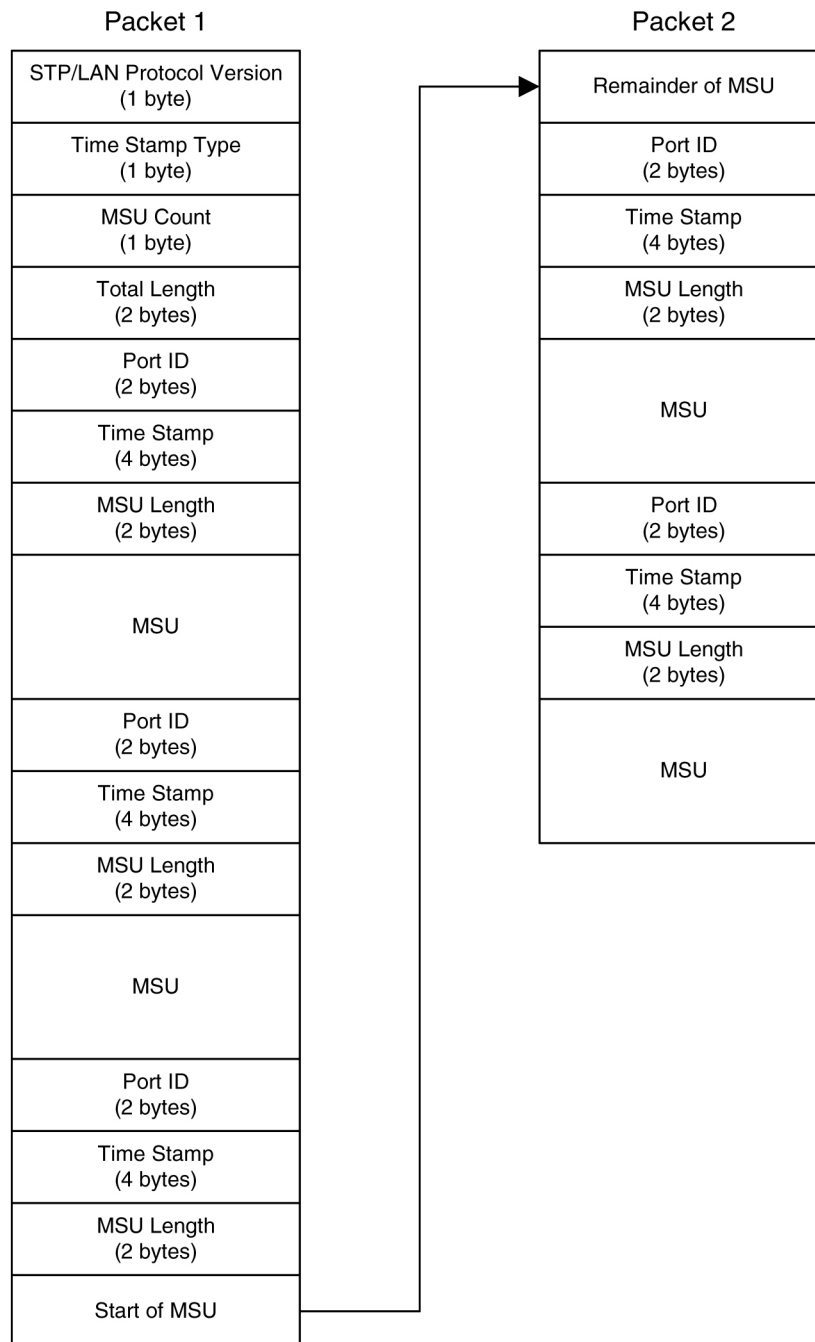 Packet 1
STP/LAN Protocol Version
(1 byte)
Time Stamp Type
(1 byte)
MSU Count
(1 byte)
Total Length
(2 bytes)
Port ID
(2 bytes)
Time Stamp
(4 bytes)
MSU Length
(2 bytes)
MSU
Port ID
(2 bytes)
Time Stamp
(4 bytes)
MSU Length
(2 bytes)
MSU
Port ID
(2 bytes)
Time Stamp
(4 bytes)
MSU Length
(2 bytes)
Start of MSU
Packet 2
Remainder of MSU
Port ID
(2 bytes)
Time Stamp
(4 bytes)
MSU Length
(2 bytes)
MSU
Port ID
(2 bytes)
Time Stamp
(4 bytes)
MSU Length
(2 bytes)
MSU